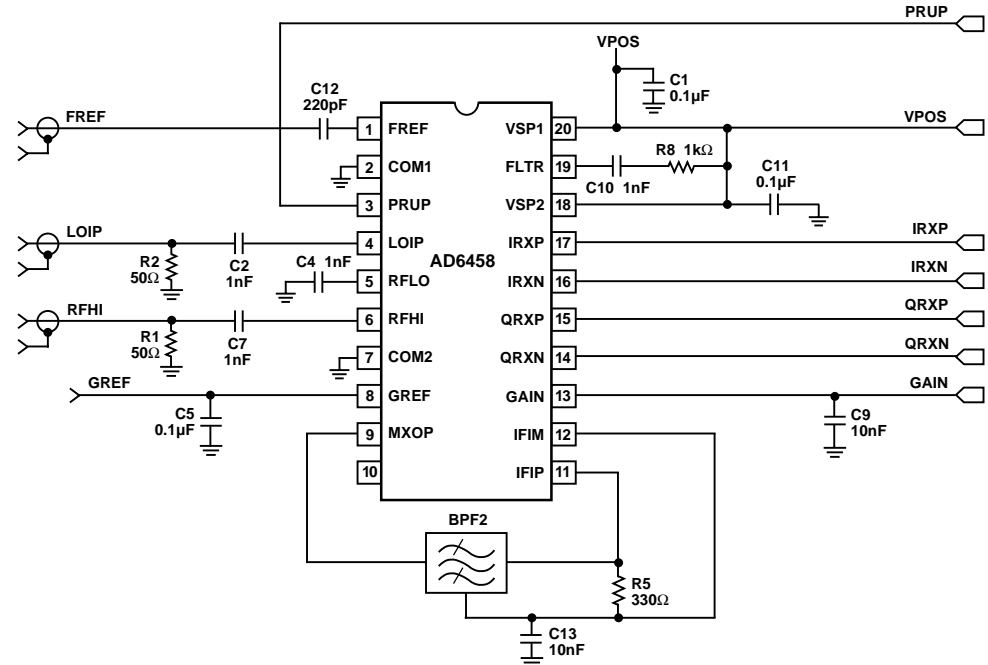 PRUP
VPOS
C1
0.1µF
C12
220pF
FREF
1
FREF
VSP1
20
VPOS
2
COM1
FLTR
19
C10 1nF
R8 1kΩ
C11
0.1µF
3
PRUP
VSP2
18
LOIP
R2
50Ω
C2
1nF
4
LOIP
IRXP
17
IRXP
AD6458
C4 1nF
5
RFLO
IRXN
16
IRXN
RFHI
R1
50Ω
C7
1nF
6
RFHI
QRXP
15
QRXP
7
COM2
QRXN
14
QRXN
GREF
C5
0.1µF
8
GREF
GAIN
13
GAIN
C9
10nF
9
MXOP
IFIM
12
10
IFIP
11
BPF2
R5
330Ω
C13
10nF